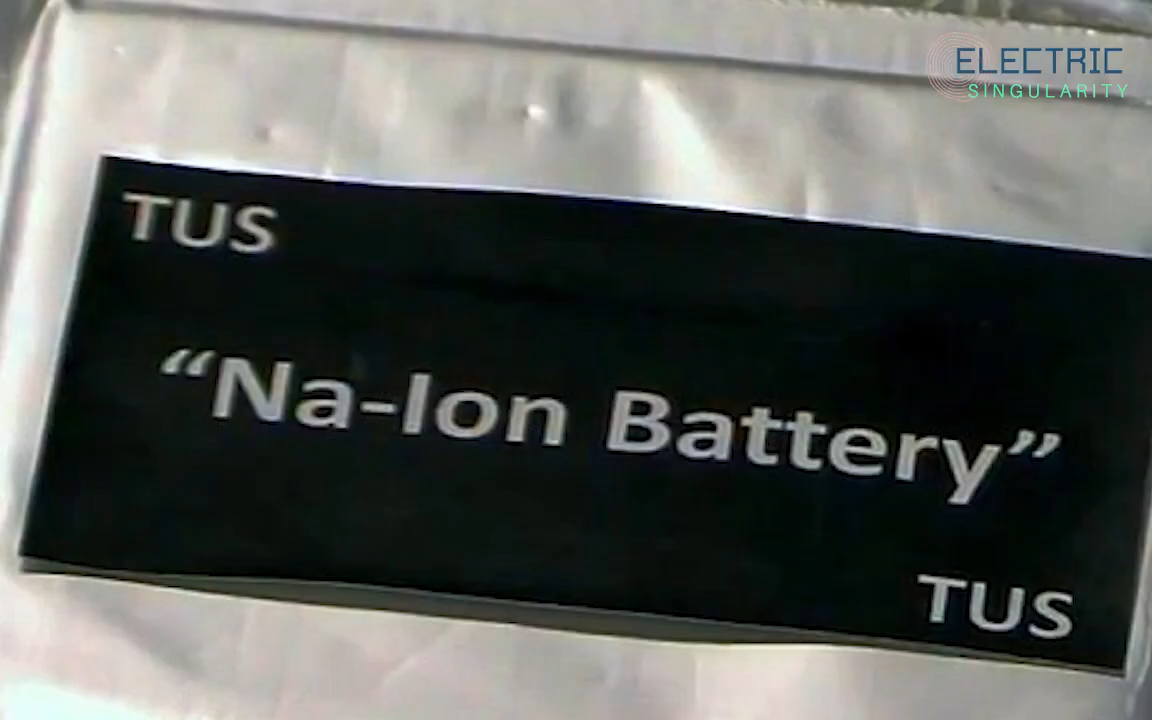 ELECTRIC
SINGULARITY
TUS
“Na-Ion Battery”
TUS